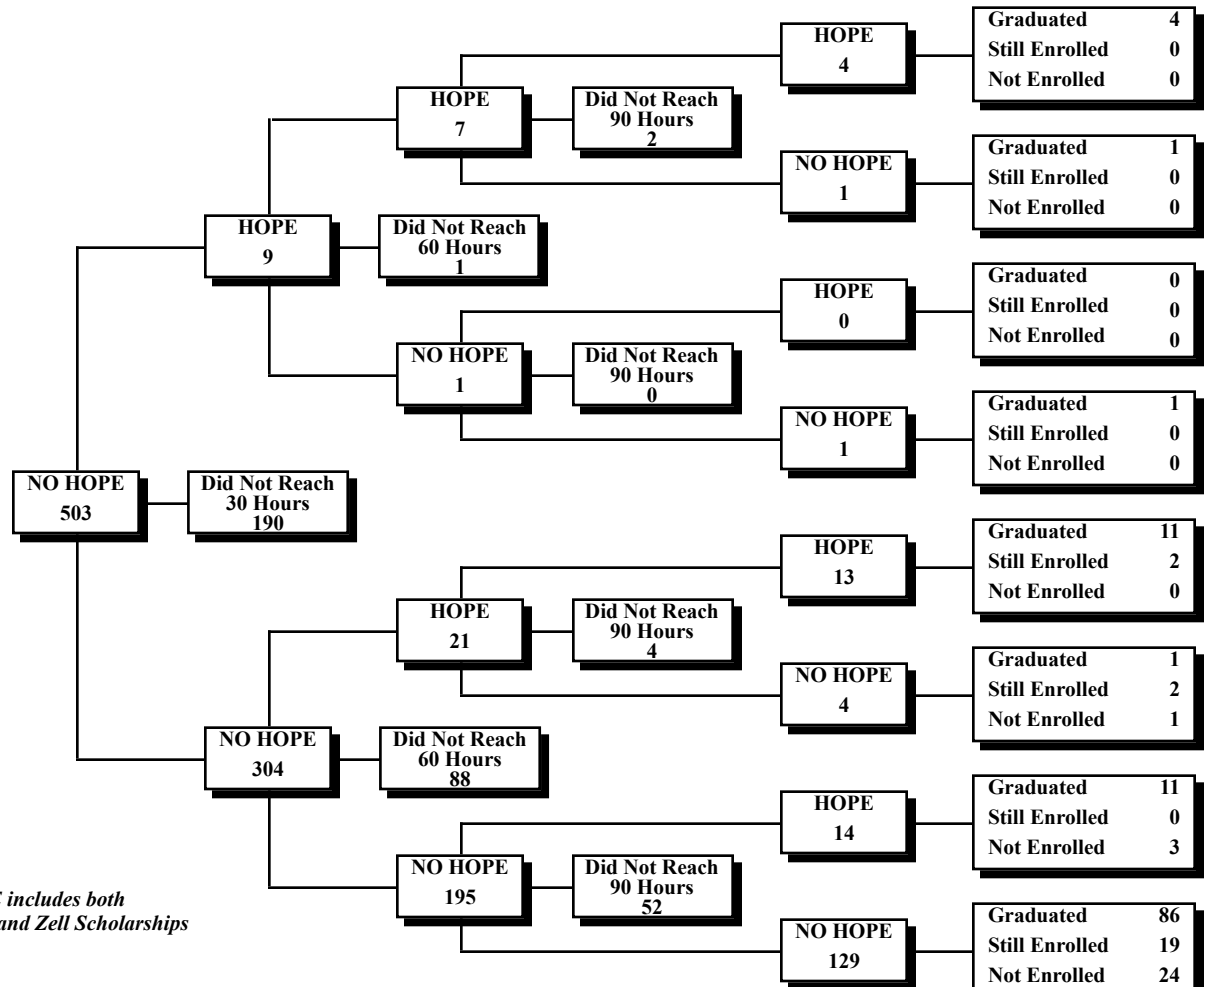 HOPE
4
Graduated 4
Still Enrolled 0
Not Enrolled 0
HOPE
7
Did Not Reach
90 Hours
2
NO HOPE
1
Graduated 1
Still Enrolled 0
Not Enrolled 0
HOPE
9
Did Not Reach
60 Hours
1
HOPE
0
Graduated 0
Still Enrolled 0
Not Enrolled 0
NO HOPE
1
Did Not Reach
90 Hours
0
NO HOPE
1
Graduated 1
Still Enrolled 0
Not Enrolled 0
NO HOPE
503
Did Not Reach
30 Hours
190
HOPE
13
Graduated 11
Still Enrolled 2
Not Enrolled 0
HOPE
21
Did Not Reach
90 Hours
4
NO HOPE
4
Graduated 1
Still Enrolled 2
Not Enrolled 1
NO HOPE
304
Did Not Reach
60 Hours
88
HOPE
14
Graduated 11
Still Enrolled 0
Not Enrolled 3
NO HOPE
195
Did Not Reach
90 Hours
52
NO HOPE
129
Graduated 86
Still Enrolled 19
Not Enrolled 24
includes both
and Zell Scholarships